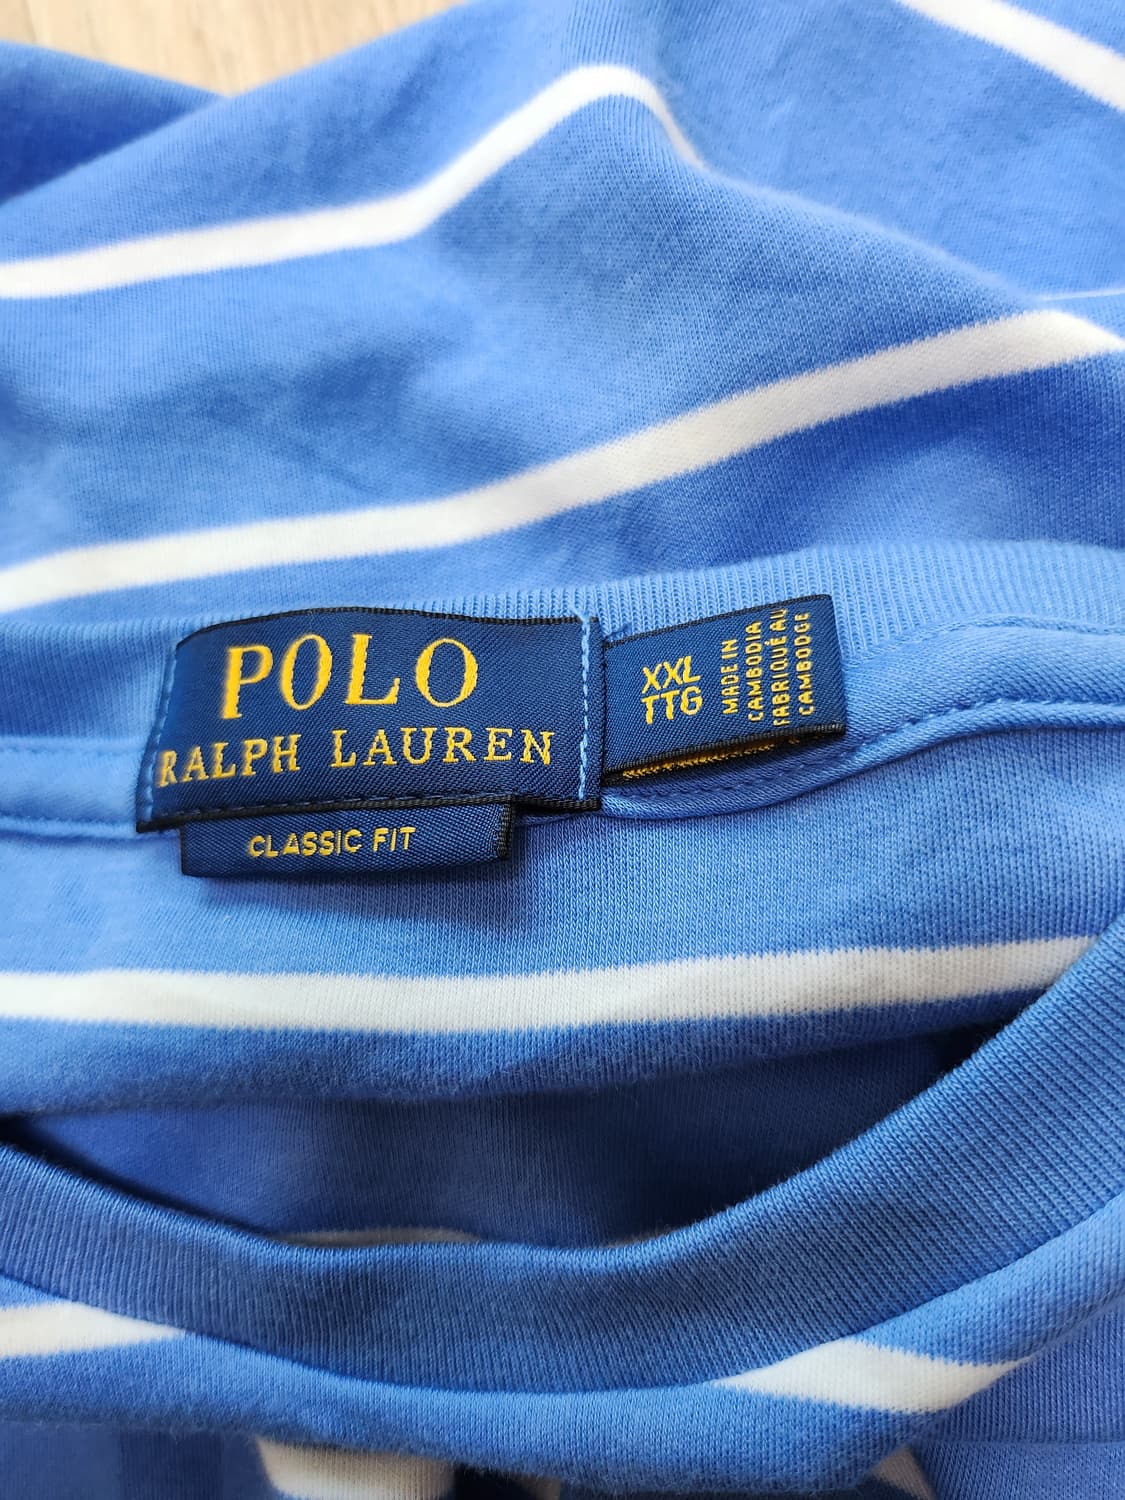 POLO
RALPH LAUREN
CLASSIC FIT
XXL
TTG
MADE IN
CAMBODIA
FABRIQUÉ AU
CAMBODGE